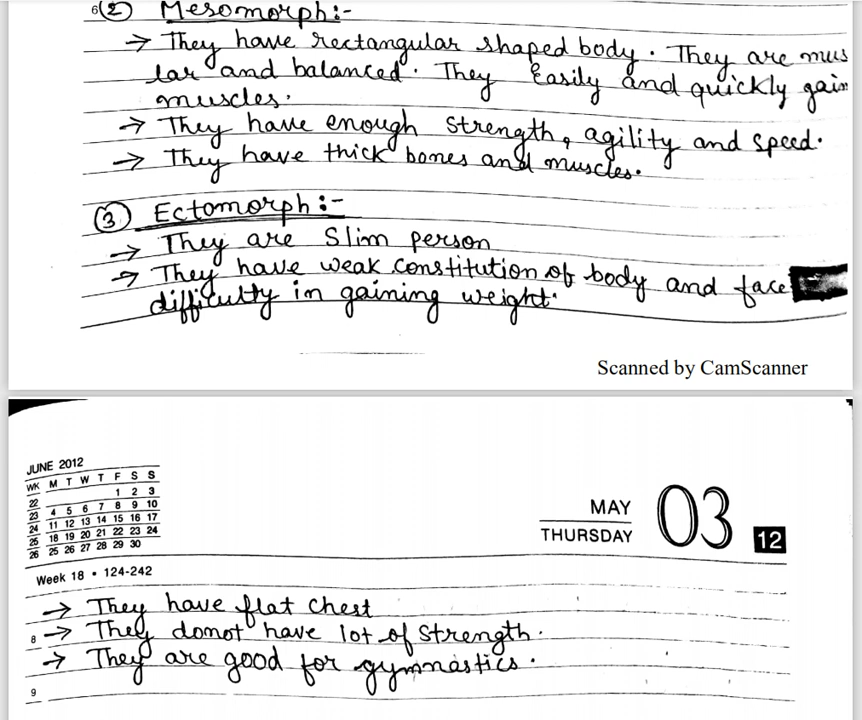 6 (2) Mesomorph:-
→ They have rectangular shaped body. They are mus
lar and balanced. They Easily and quickly gain
muscles.
→ They have enough strength, agility and speed.
→ They have thick bones and muscles.
(3) Ectomorph:-
→ They are Slim person
→ They have weak constitution of body and face
difficulty in gaining weight.
Scanned by CamScanner
JUNE 2012
WK M T W T F S S
22 1 2 3
23 4 5 6 7 8 9 10
24 11 12 13 14 15 16 17
25 18 19 20 21 22 23 24
26 25 26 27 28 29 30
MAY 03
THURSDAY 12
Week 18 • 124-242
→ They have flat chest
8 → They donot have lot of strength.
→ They are good for gymnastics.
9